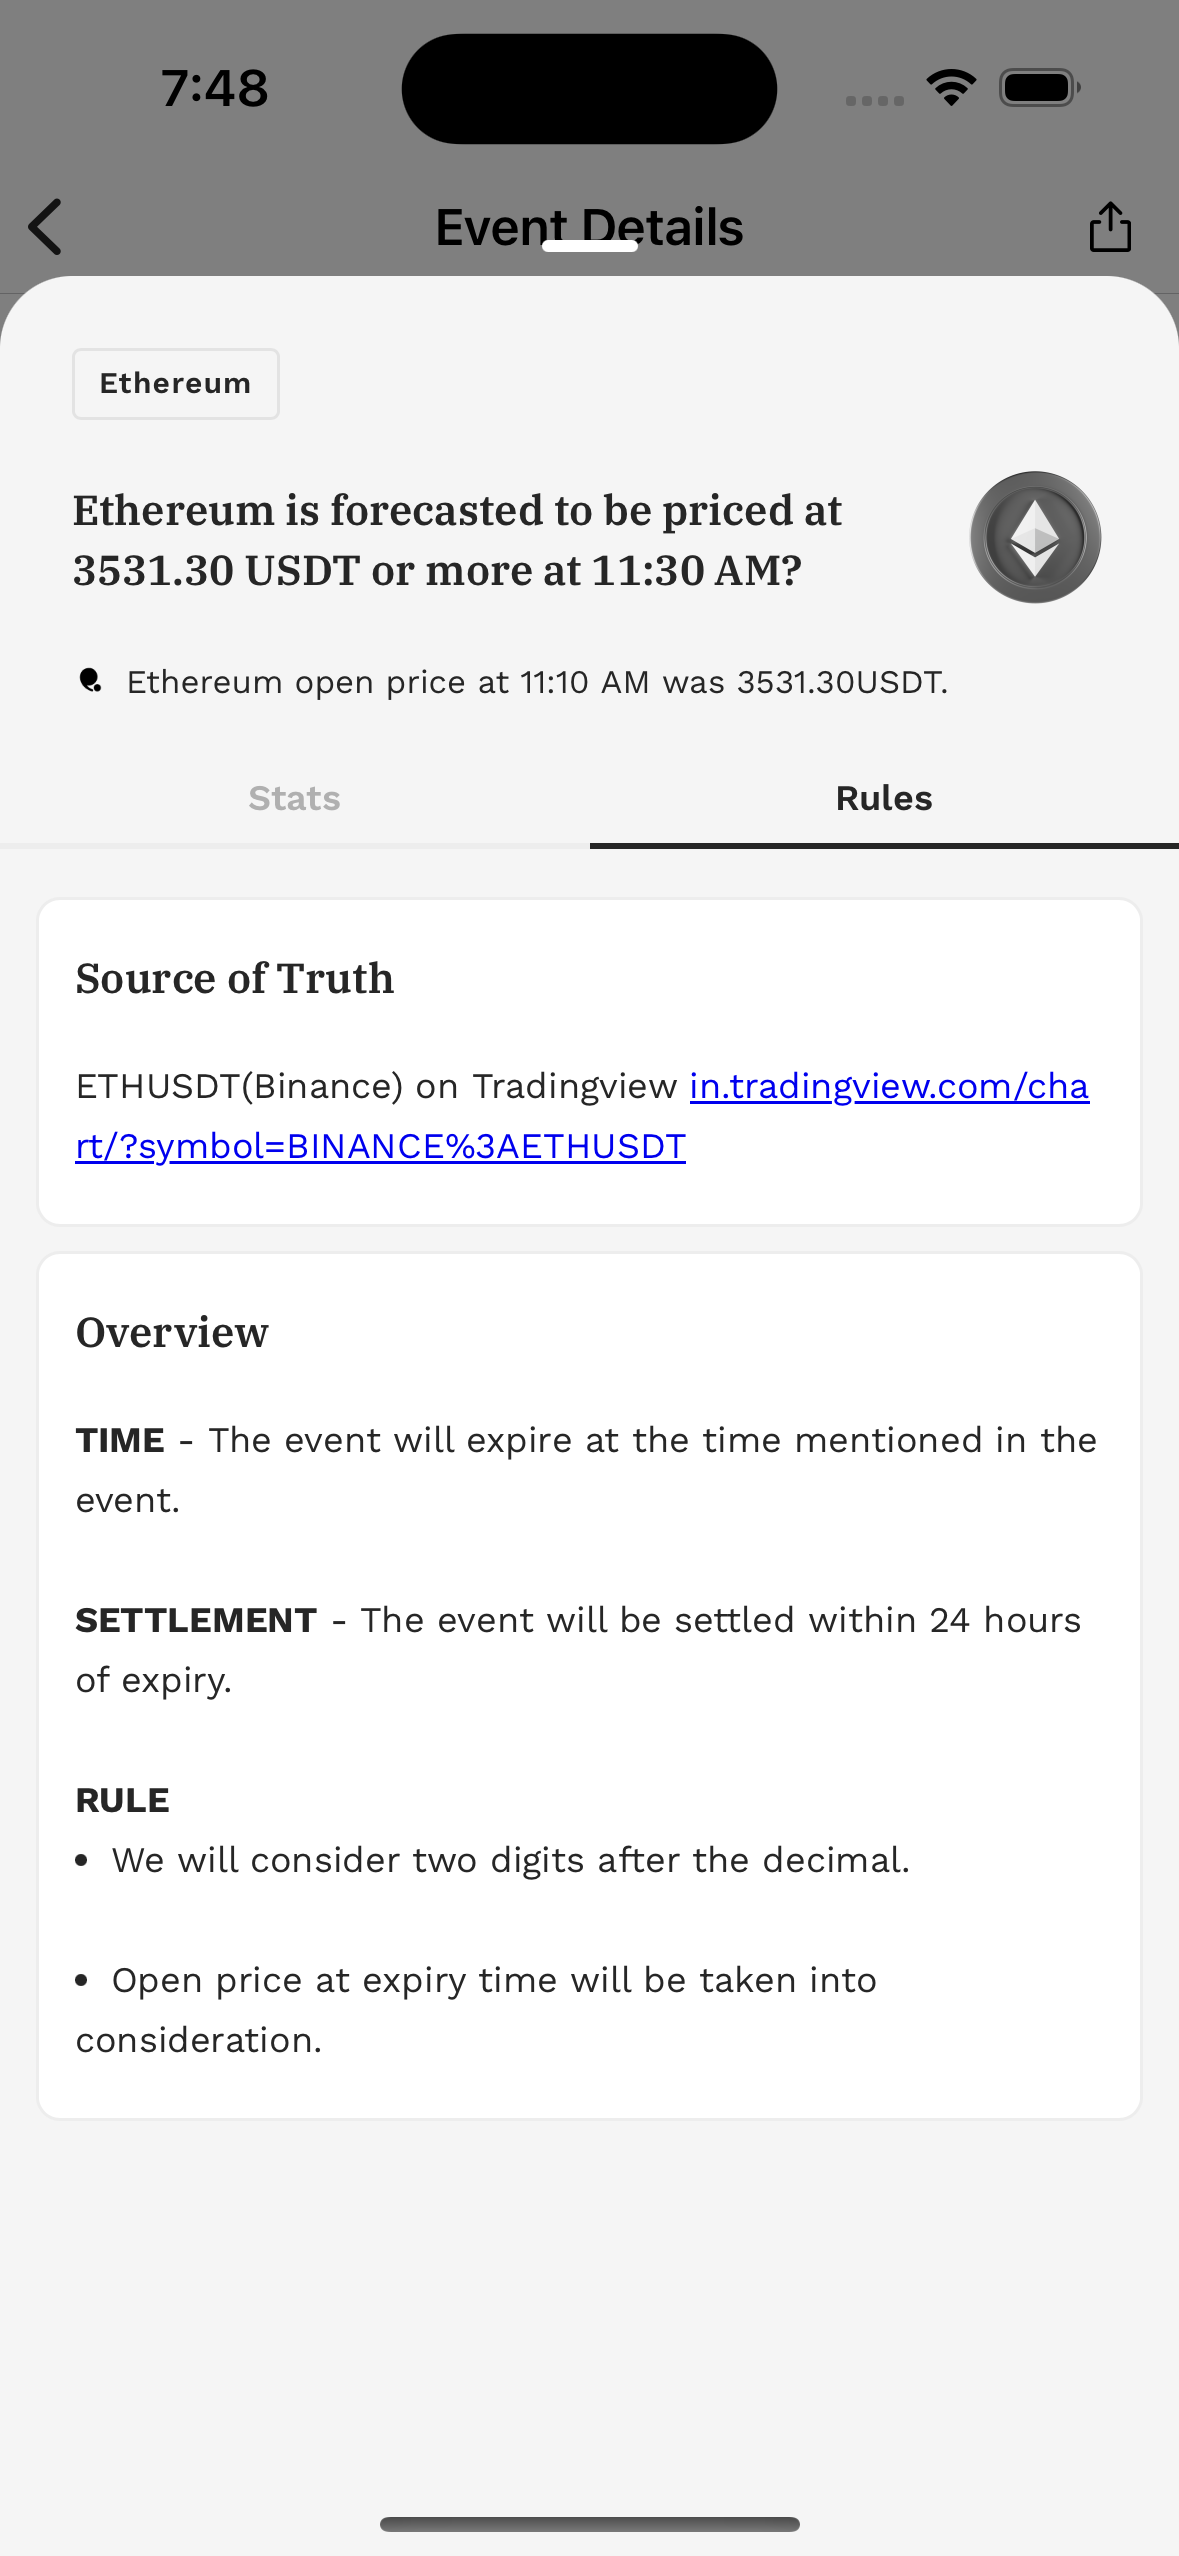 7:48
Event Details
Ethereum
Ethereum is forecasted to be priced at
3531.30 USDT or more at 11:30 AM?
Ethereum open price at 11:10 AM was 3531.30USDT.
Stats
Rules
Source of Truth
ETHUSDT(Binance) on Tradingview in.tradingview.com/cha
rt/?symbol=BINANCE%3AETHUSDT
Overview
TIME - The event will expire at the time mentioned in the
event.
SETTLEMENT - The event will be settled within 24 hours
of expiry.
RULE
• We will consider two digits after the decimal.
• Open price at expiry time will be taken into
consideration.